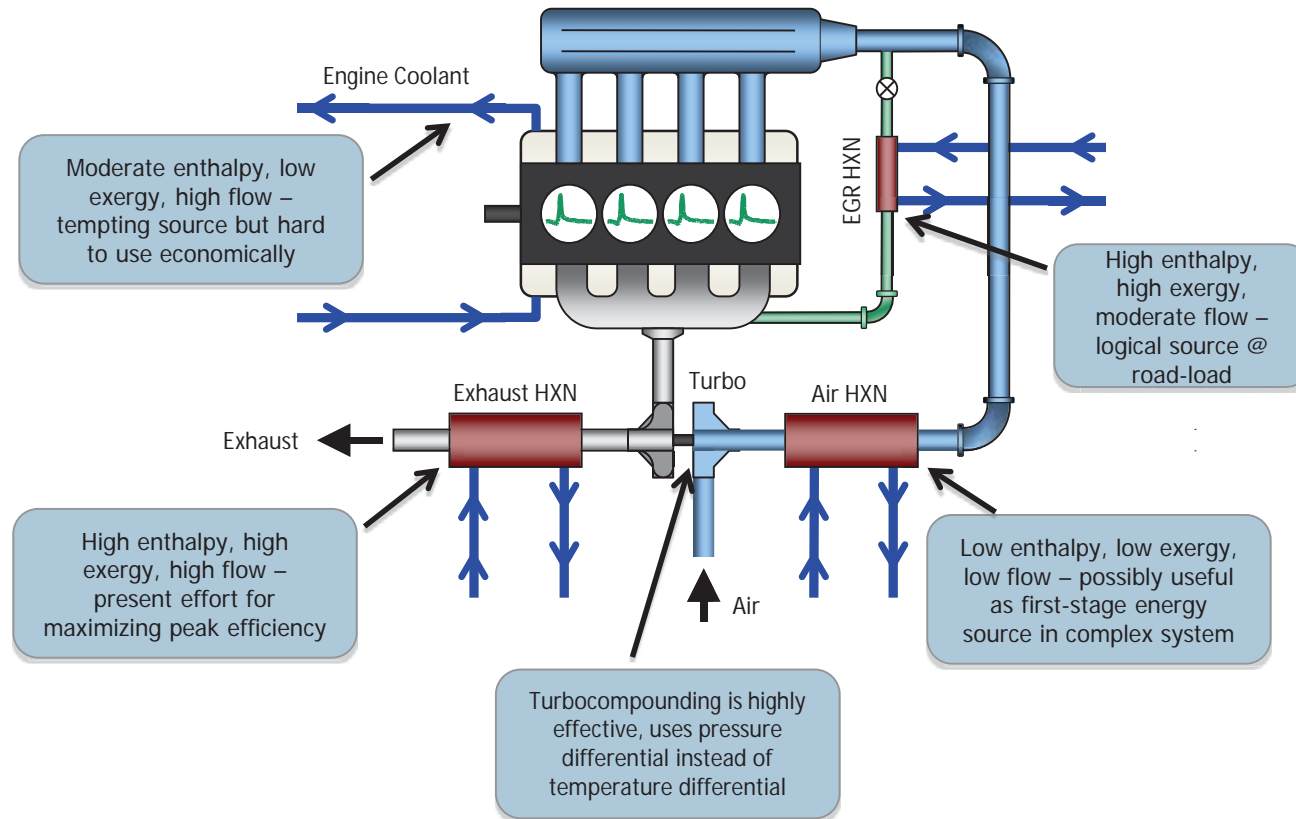 Engine Coolant
Moderate enthalpy, low
exergy, high flow –
tempting source but hard
to use economically
EGR HXN
High enthalpy,
high exergy,
moderate flow –
logical source @
road-load
Exhaust HXN
Turbo
Air HXN
Exhaust
High enthalpy, high
exergy, high flow –
present effort for
maximizing peak efficiency
Air
Low enthalpy, low exergy,
low flow – possibly useful
as first-stage energy
source in complex system
Turbocompounding is highly
effective, uses pressure
differential instead of
temperature differential